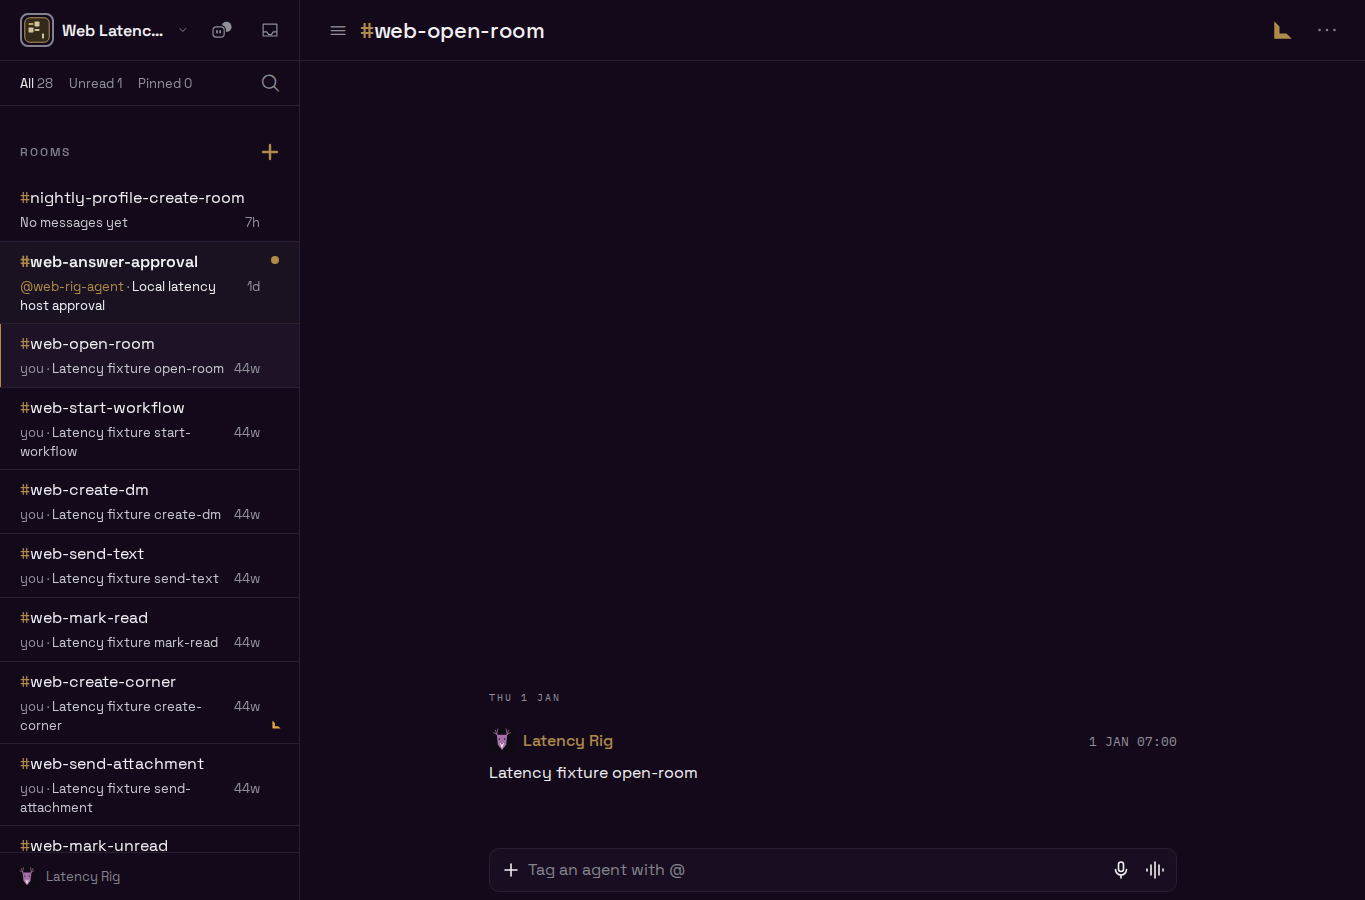 Web Latenc...
All 28 Unread 1 Pinned 0
ROOMS
#nightly-profile-create-room
No messages yet 7h
#web-answer-approval
@web-rig-agent · Local latency 1d
host approval
#web-open-room
you · Latency fixture open-room 44w
#web-start-workflow
you · Latency fixture start- 44w
workflow
#web-create-dm
you · Latency fixture create-dm 44w
#web-send-text
you · Latency fixture send-text 44w
#web-mark-read
you · Latency fixture mark-read 44w
#web-create-corner
you · Latency fixture create- 44w
corner
#web-send-attachment
you · Latency fixture send- 44w
attachment
#web-mark-unread
Latency Rig
#web-open-room
THU 1 JAN
Latency Rig 1 JAN 07:00
Latency fixture open-room
Tag an agent with @